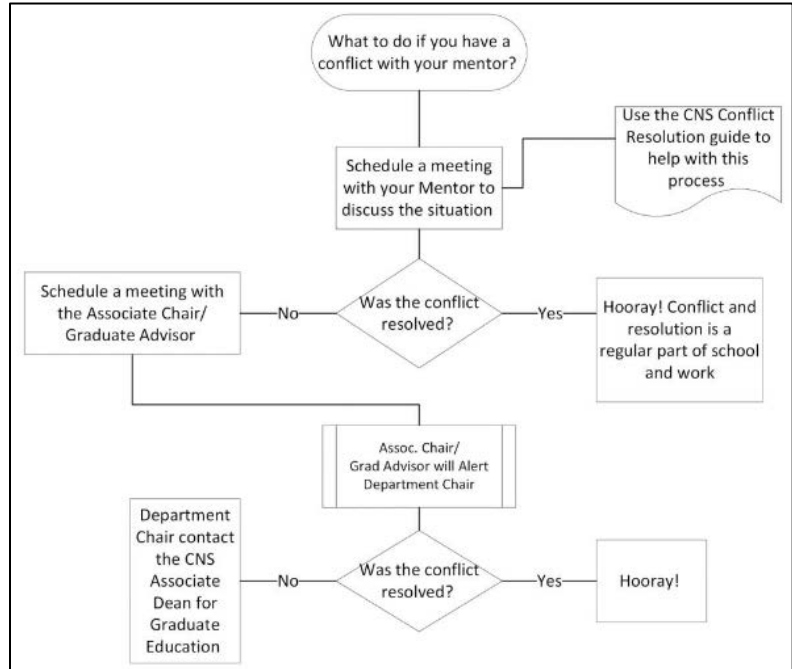 What to do if you have a
conflict with your mentor?
Use the CNS Conflict
Resolution guide to
help with this
process
Schedule a meeting
with your Mentor to
discuss the situation
Schedule a meeting with
the Associate Chair/
Graduate Advisor
No
Was the conflict
resolved?
Yes
Hooray! Conflict and
resolution is a
regular part of school
and work
Assoc. Chair/
Grad Advisor will Alert
Department Chair
Department
Chair contact
the CNS
Associate
Dean for
Graduate
Education
No
Was the conflict
resolved?
Yes
Hooray!